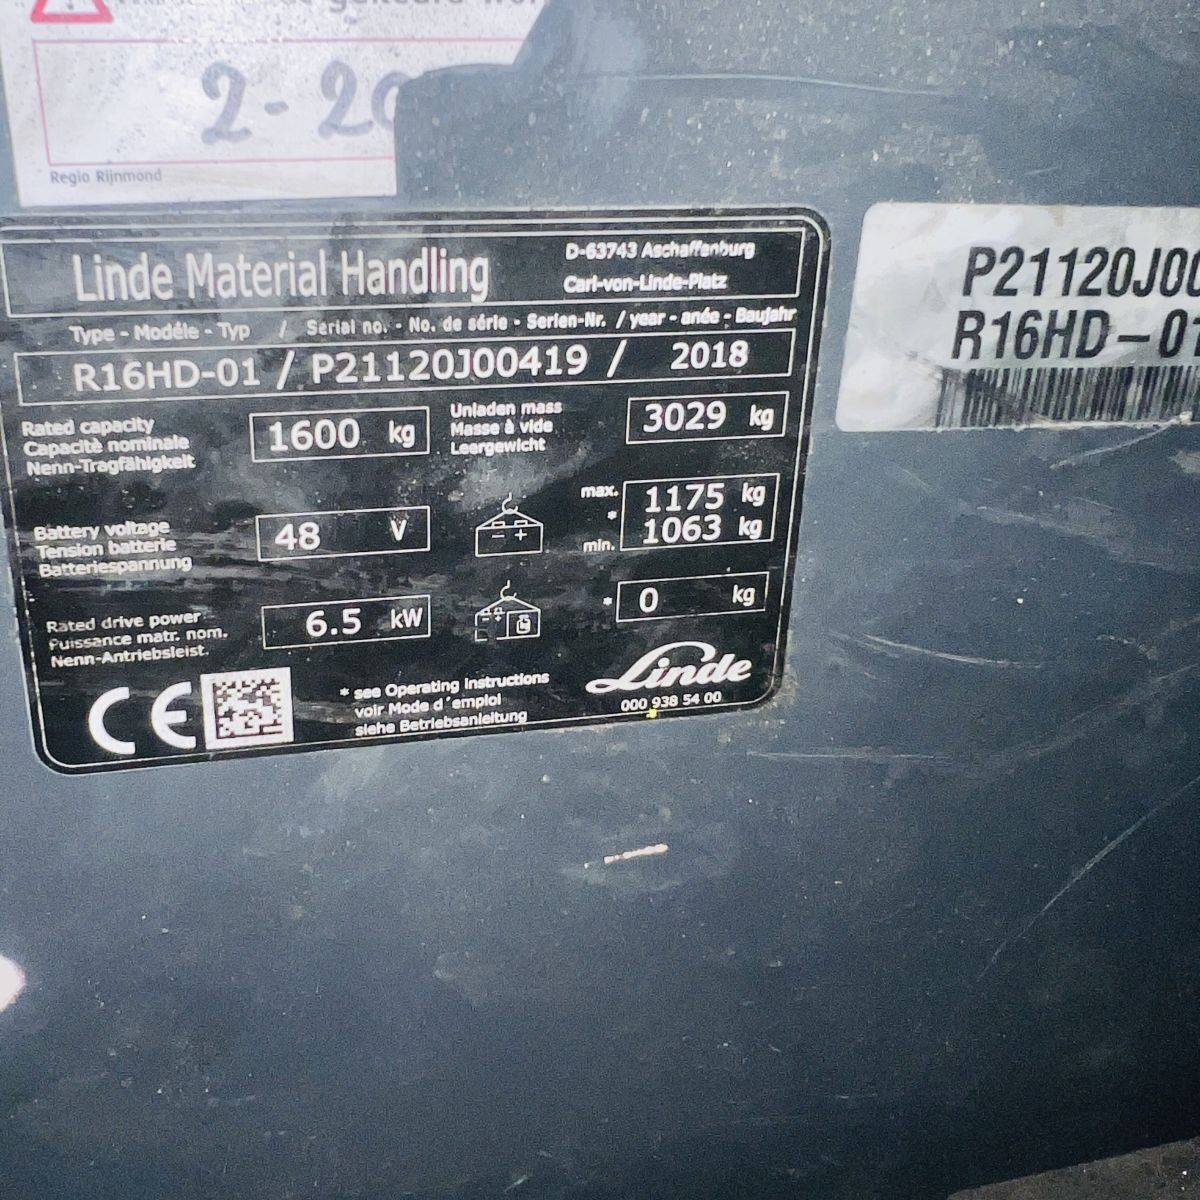 gekeurd
2-20
Regio Rijnmond
Linde Material Handling
D-63743 Aschaffenburg
Carl-von-Linde-Platz
Type - Modéle - Typ / Serial no. - No. de série - Serien-Nr. / year - anée - Baujahr
R16HD-01 / P21120J00419 / 2018
Rated capacity
Capacité nominale
Nenn-Tragfähigkeit
1600 kg
Unladen mass
Masse à vide
Leergewicht
3029 kg
Battery voltage
Tension batterie
Batteriespannung
48 V
- +
max. 1175 kg
*
min. 1063 kg
Rated drive power
Puissance matr. nom.
Nenn-Antriebsleist.
6.5 kW
* 0 kg
CE
* see Operating Instructions
voir Mode d´emploi
siehe Betriebsanleitung
Linde
000 938 54 00
P21120J00
R16HD-01